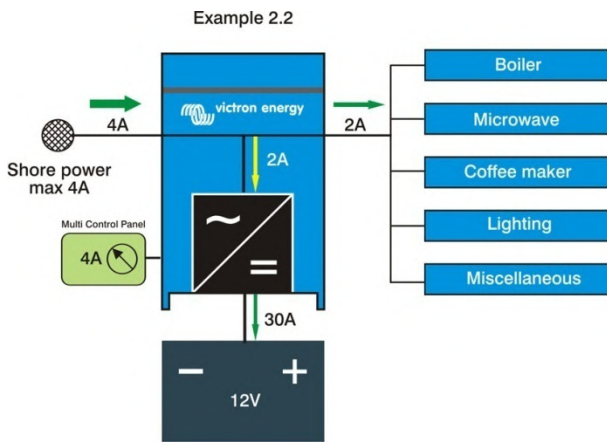 Example 2.2
victron energy
4A
2A
Shore power
max 4A
2A
Multi Control Panel
4A
~
=
30A
− +
12V
Boiler
Microwave
Coffee maker
Lighting
Miscellaneous